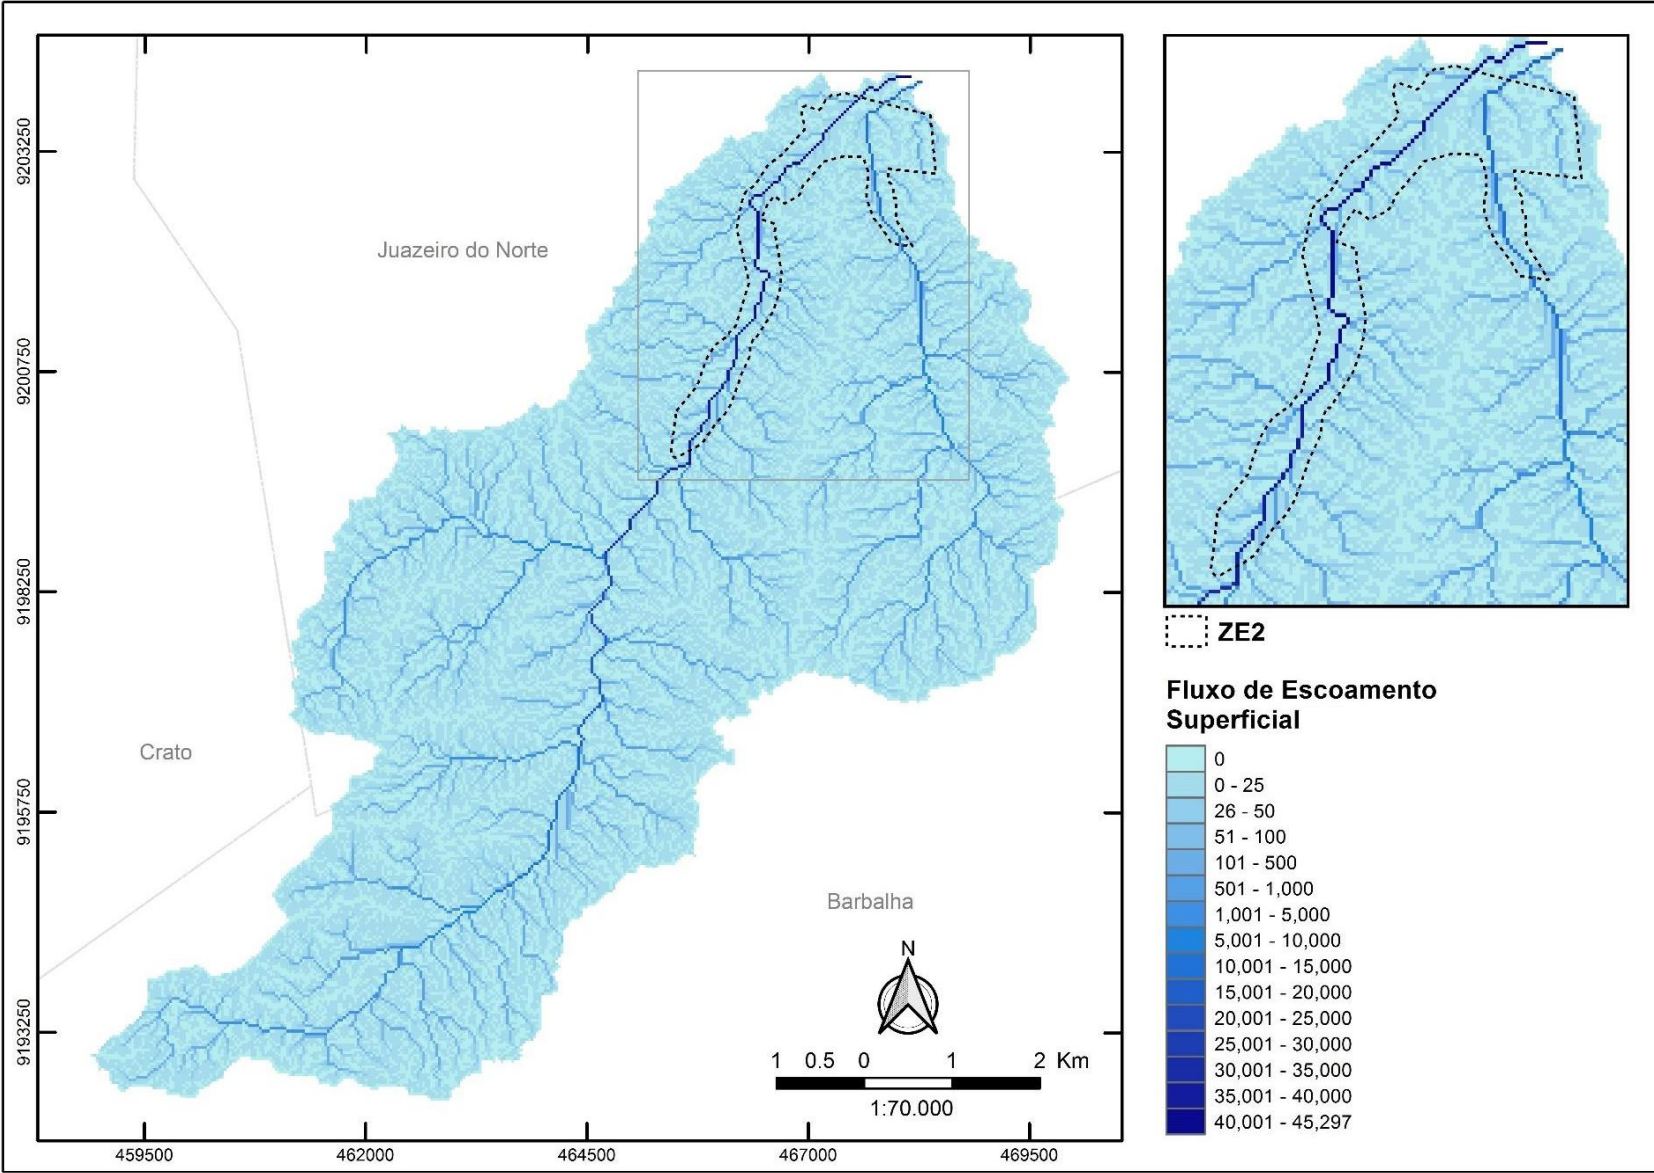 9203250
9200750
9198250
9195750
9193250
459500
462000
464500
467000
469500
Juazeiro do Norte
Crato
Barbalha
N
1 0.5 0 1 2 Km
1:70.000
ZE2
Fluxo de Escoamento
Superficial
0
0 - 25
26 - 50
51 - 100
101 - 500
501 - 1,000
1,001 - 5,000
5,001 - 10,000
10,001 - 15,000
15,001 - 20,000
20,001 - 25,000
25,001 - 30,000
30,001 - 35,000
35,001 - 40,000
40,001 - 45,297